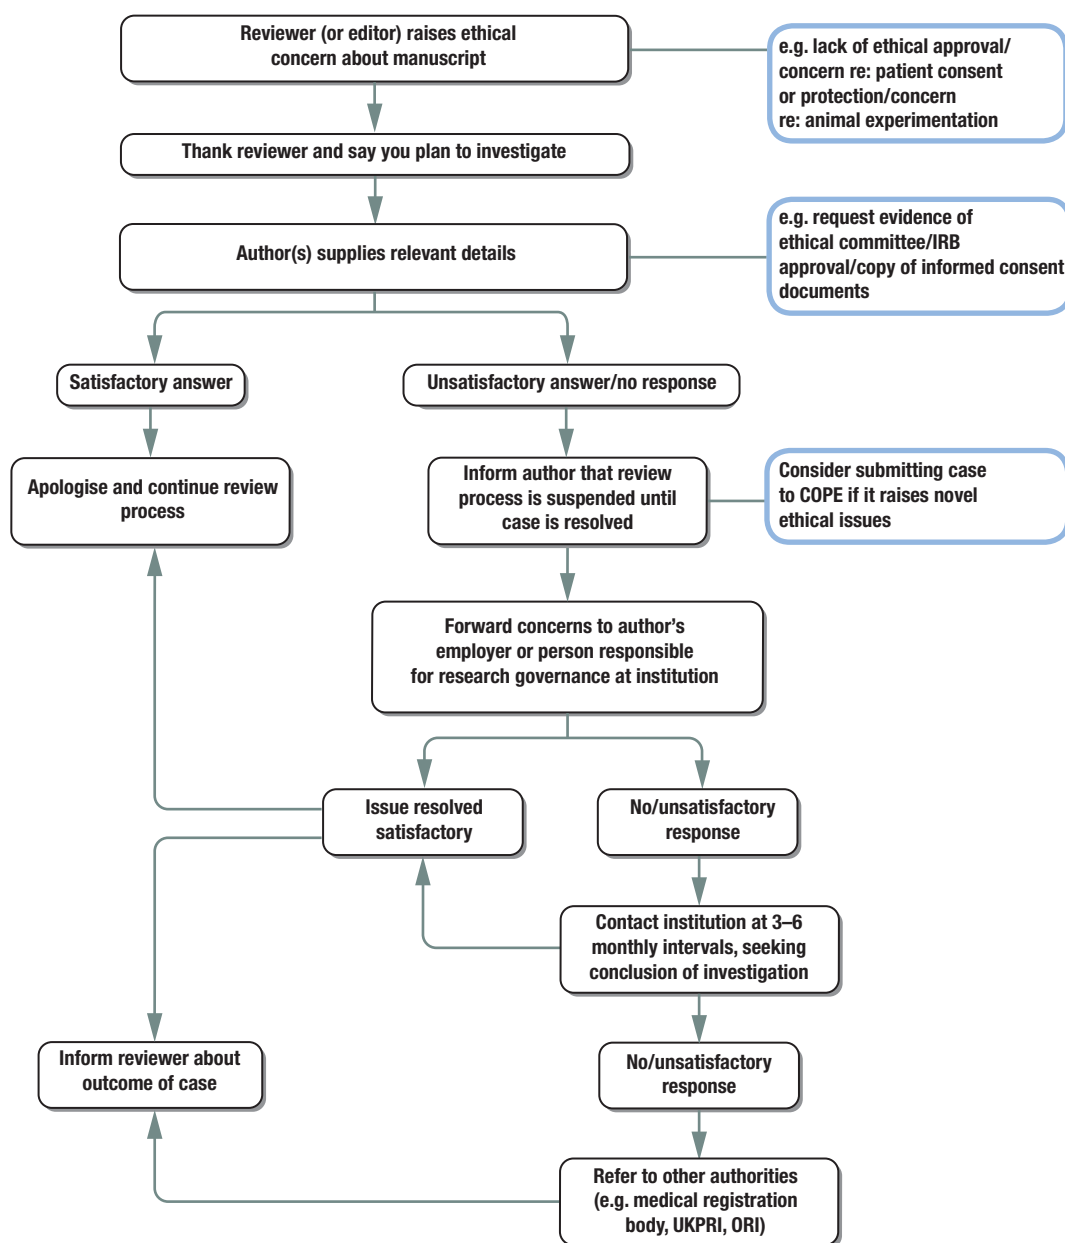 Reviewer (or editor) raises ethical
concern about manuscript
e.g. lack of ethical approval/
concern re: patient consent
or protection/concern
re: animal experimentation
Thank reviewer and say you plan to investigate
Author(s) supplies relevant details
e.g. request evidence of
ethical committee/IRB
approval/copy of informed consent
documents
Satisfactory answer
Unsatisfactory answer/no response
Apologise and continue review
process
Inform author that review
process is suspended until
case is resolved
Consider submitting case
to COPE if it raises novel
ethical issues
Forward concerns to author's
employer or person responsible
for research governance at institution
Issue resolved
satisfactory
No/unsatisfactory
response
Contact institution at 3–6
monthly intervals, seeking
conclusion of investigation
Inform reviewer about
outcome of case
No/unsatisfactory
response
Refer to other authorities
(e.g. medical registration
body, UKPRI, ORI)